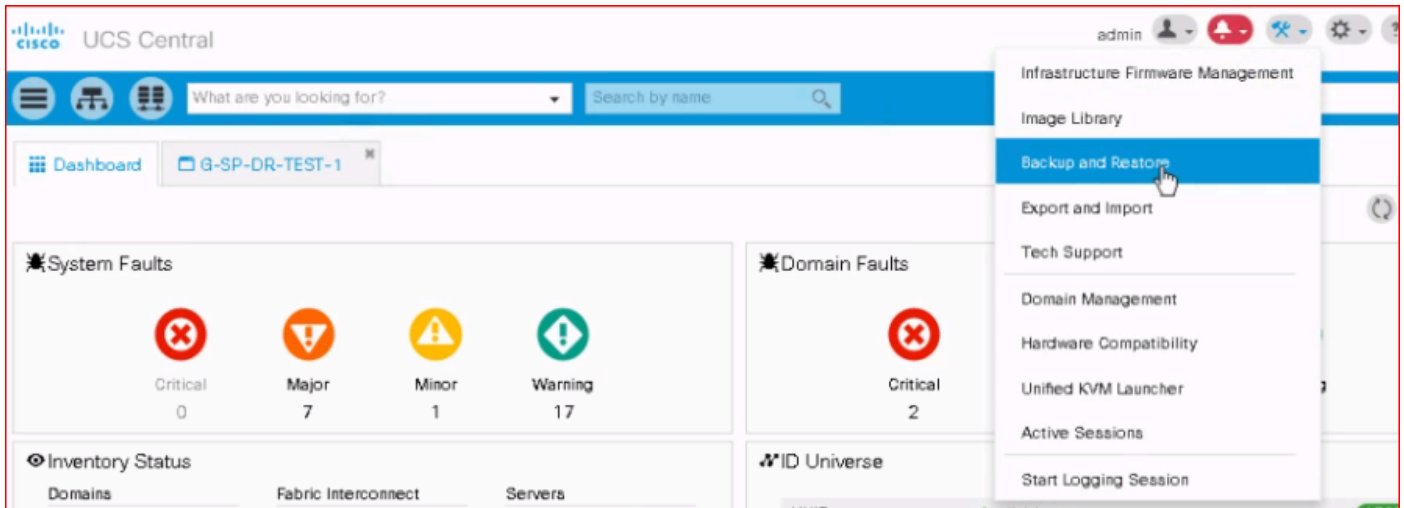 cisco UCS Central
admin
What are you looking for?
Search by name
Dashboard
G-SP-DR-TEST-1
Infrastructure Firmware Management
Image Library
Backup and Restore
Export and Import
Tech Support
Domain Management
Hardware Compatibility
Unified KVM Launcher
Active Sessions
Start Logging Session
System Faults
Critical Major Minor Warning
0 7 1 17
Domain Faults
Critical
2
Inventory Status
Domains Fabric Interconnect Servers
ID Universe